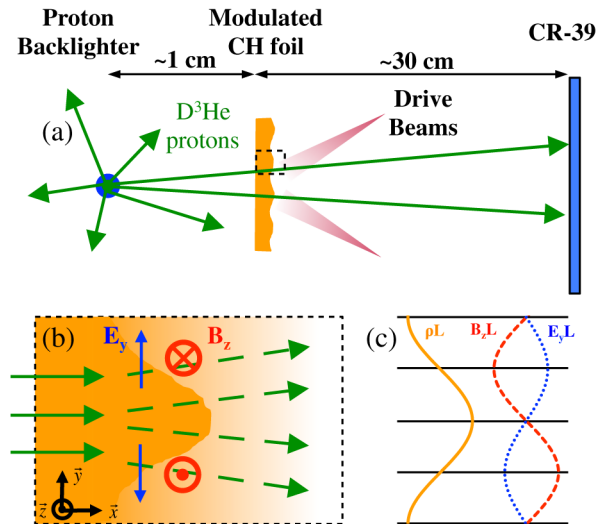 Proton
Backlighter
Modulated
CH foil
CR-39
~1 cm
~30 cm
(a)
D³He
protons
Drive
Beams
(b)
E_y
B_z
y⃗
z⃗
x⃗
(c)
ρL
B_zL
E_yL